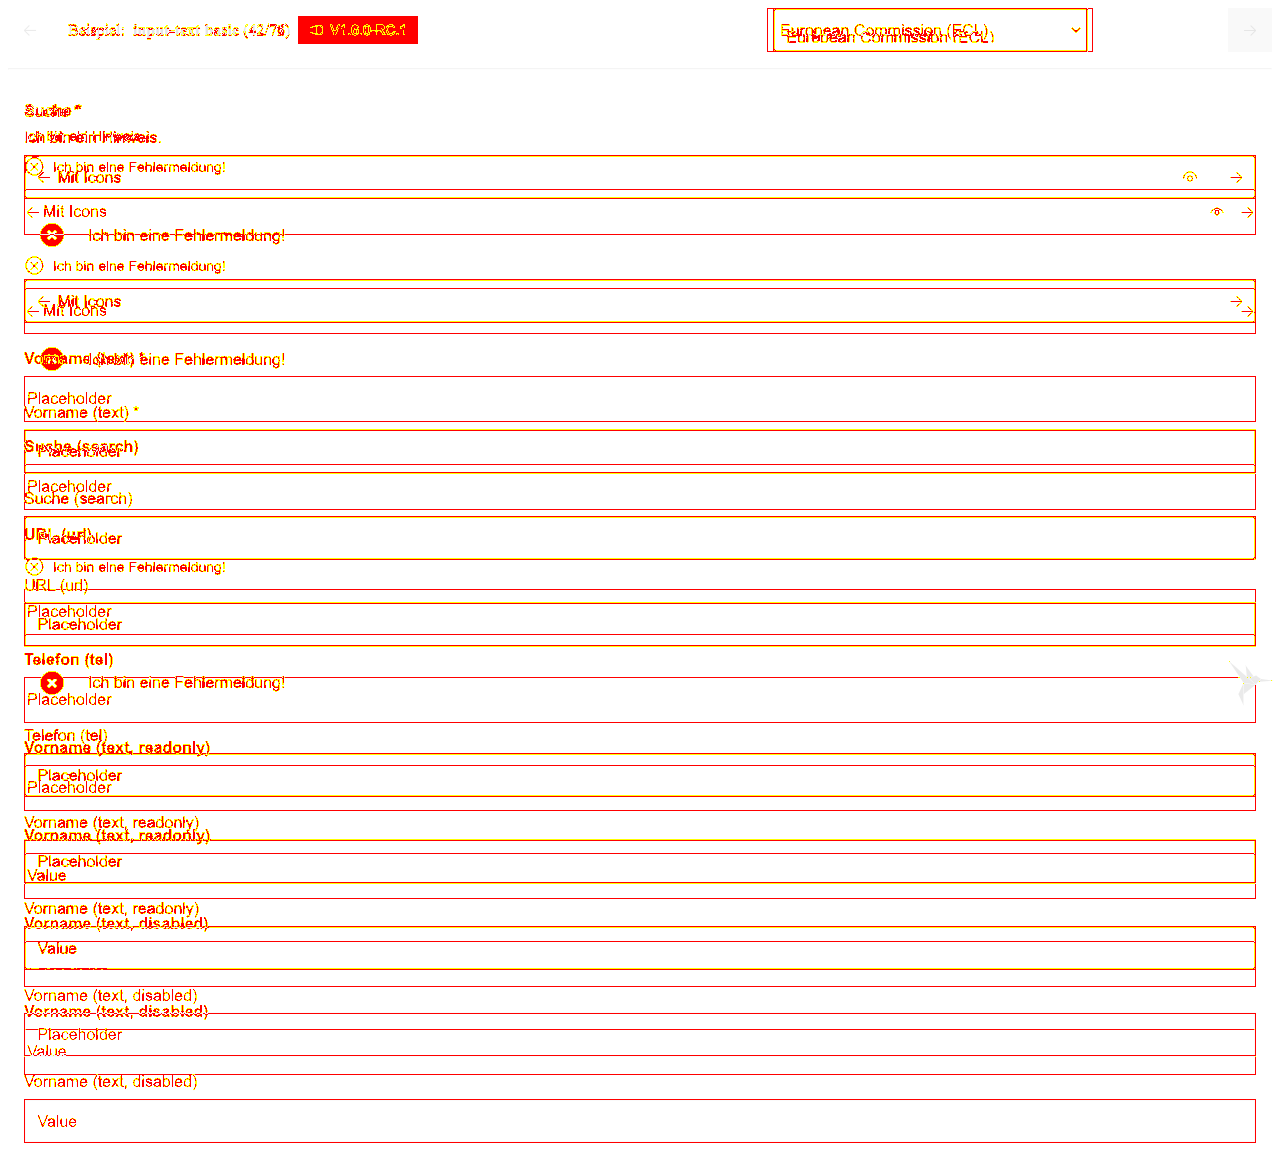 Beispiel: Input-text basic (42/76) V1.6.0-RC.1 European Commission (ECL)
European Commission (ECL)
Suche *
Ich bin ein Hinweis.
Ich bin eine Fehlermeldung!
Mit Icons
Mit Icons
Ich bin eine Fehlermeldung!
Ich bin eine Fehlermeldung!
Mit Icons
Mit Icons
Vorname (text) *
Ich bin eine Fehlermeldung!
Placeholder
Vorname (text) *
Suche (search)
Placeholder
Placeholder
Suche (search)
URL (url)
Placeholder
Ich bin eine Fehlermeldung!
URL (url)
Placeholder
Placeholder
Telefon (tel)
Ich bin eine Fehlermeldung!
Placeholder
Telefon (tel)
Vorname (text, readonly)
Placeholder
Placeholder
Vorname (text, readonly)
Vorname (text, readonly)
Placeholder
Value
Vorname (text, readonly)
Vorname (text, disabled)
Value
Vorname (text, disabled)
Vorname (text, disabled)
Placeholder
Value
Vorname (text, disabled)
Value